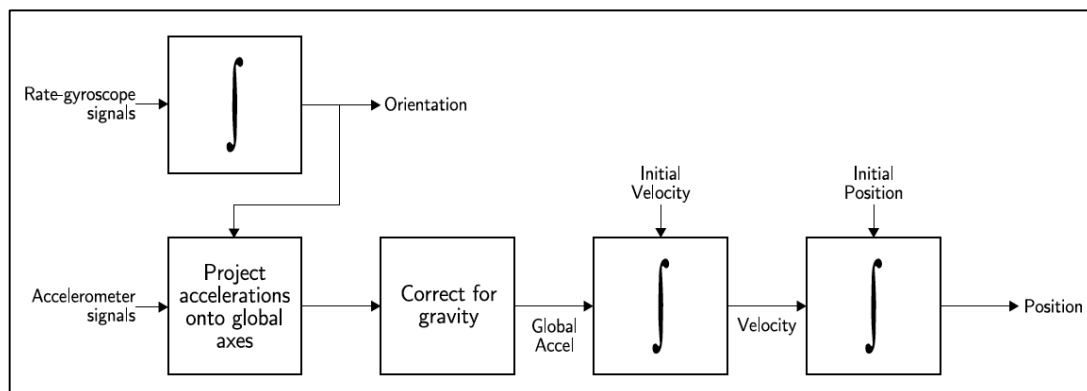 Rate-gyroscope
signals
Orientation
Initial
Velocity
Initial
Position
Accelerometer
signals
Project
accelerations
onto global
axes
Correct for
gravity
Global
Accel
∫
Velocity
∫
Position